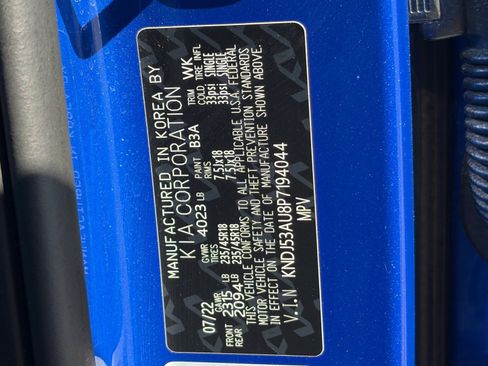 MANUFACTURED IN KOREA BY
KIA CORPORATION
07/22 GVWR 4023 LB PAINT B3A TRIM WK
GAWR TIRES RIMS COLD TIRE INFL
FRONT 2315 LB 235/45R18 7.5Jx18 33psi SINGLE
REAR 2094 LB 235/45R18 7.5Jx18 33psi SINGLE
THIS VEHICLE CONFORMS TO ALL APPLICABLE U.S.A. FEDERAL
MOTOR VEHICLE SAFETY AND THEFT PREVENTION STANDARDS
IN EFFECT ON THE DATE OF MANUFACTURE SHOWN ABOVE.
V.I.N KNDJ53AU8P7194044
MPV